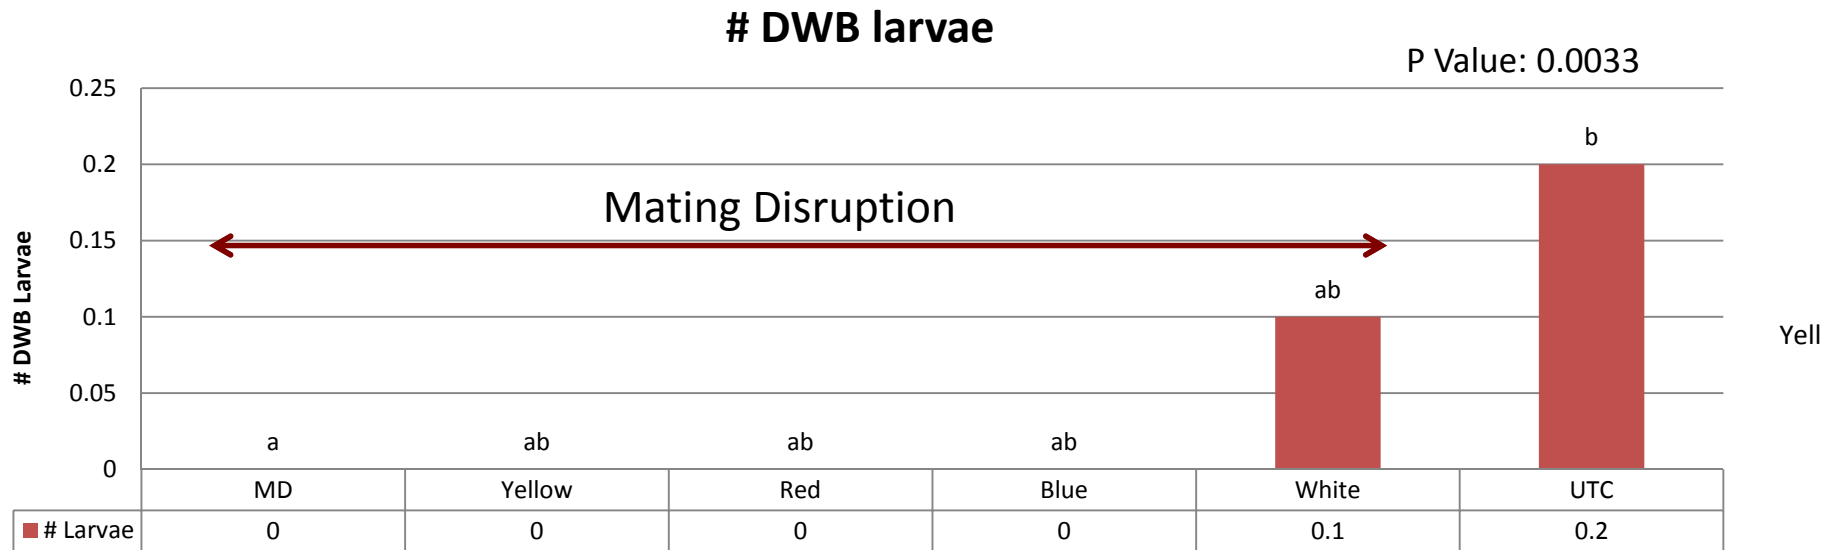 # DWB larvae
P Value: 0.0033
0.25
0.2
0.15
0.1
0.05
0
# DWB Larvae
Mating Disruption
a
ab
ab
ab
ab
b
MD Yellow Red Blue White UTC
# Larvae 0 0 0 0 0.1 0.2
Yell